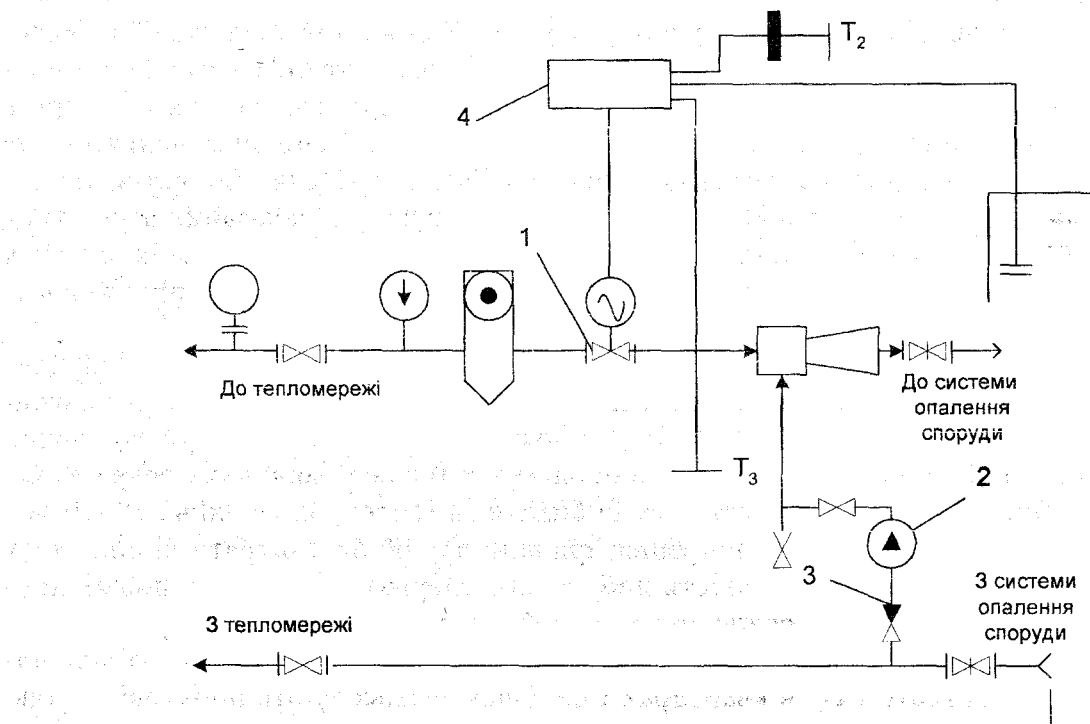 T2
4
1
До тепломережі
До системи
опалення
споруди
T3
2
3
З тепломережі
З системи
опалення
споруди